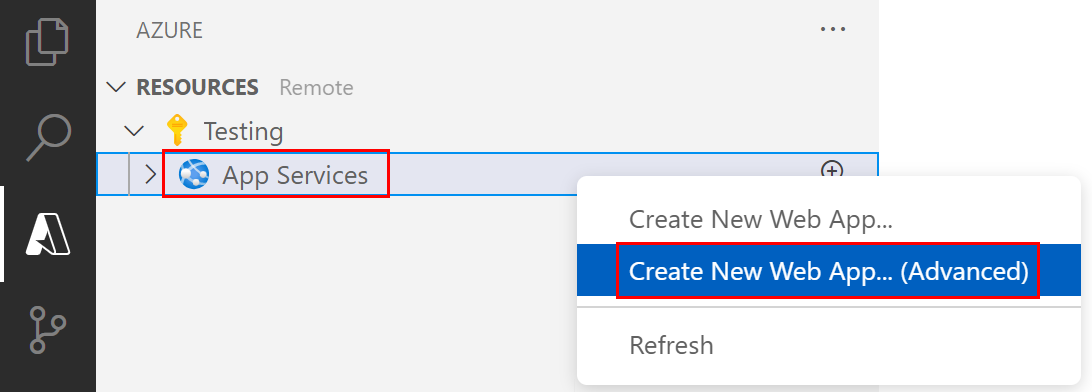 AZURE
RESOURCES Remote
Testing
App Services
Create New Web App...
Create New Web App... (Advanced)
Refresh